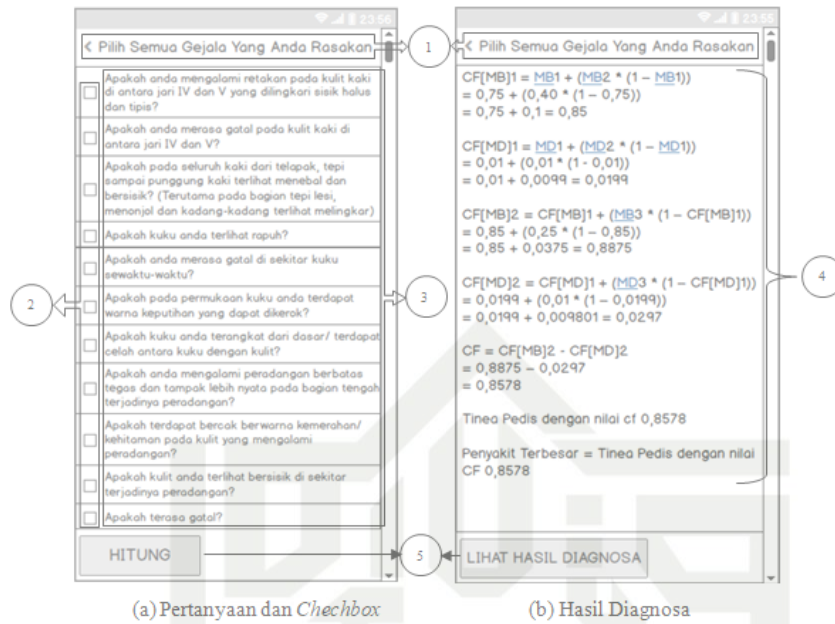 23:56
< Pilih Semua Gejala Yang Anda Rasakan
Apakah anda mengalami retakan pada kulit kaki
di antara jari IV dan V yang dilingkari sisik halus
dan tipis?
Apakah anda merasa gatal pada kulit kaki di
antara jari IV dan V?
Apakah pada seluruh kaki dari telapak, tepi
sampai punggung kaki terlihat menebal dan
bersisik? (Terutama pada bagian tepi lesi,
menonjol dan kadang-kadang terlihat melingkar)
Apakah kuku anda terlihat rapuh?
Apakah anda merasa gatal di sekitar kuku
sewaktu-waktu?
Apakah pada permukaan kuku anda terdapat
warna keputihan yang dapat dikerok?
Apakah kuku anda terangkat dari dasar/ terdapat
celah antara kuku dengan kulit?
Apakah anda mengalami peradangan berbatas
tegas dan tampak lebih nyata pada bagian tengah
terjadinya peradangan?
Apakah terdapat bercak berwarna kemerahan/
kehitaman pada kulit yang mengalami
peradangan?
Apakah kulit anda terlihat bersisik di sekitar
terjadinya peradangan?
Apakah terasa gatal?
HITUNG
1
2
3
5
23:55
< Pilih Semua Gejala Yang Anda Rasakan
CF[MB]1 = MB1 + (MB2 * (1 – MB1))
= 0,75 + (0,40 * (1 – 0,75))
= 0,75 + 0,1 = 0,85
CF[MD]1 = MD1 + (MD2 * (1 – MD1))
= 0,01 + (0,01 * (1 - 0,01))
= 0,01 + 0,0099 = 0,0199
CF[MB]2 = CF[MB]1 + (MB3 * (1 – CF[MB]1))
= 0,85 + (0,25 * (1 – 0,85))
= 0,85 + 0,0375 = 0,8875
CF[MD]2 = CF[MD]1 + (MD3 * (1 – CF[MD]1))
= 0,0199 + (0,01 * (1 – 0,0199))
= 0,0199 + 0,009801 = 0,0297
CF = CF[MB]2 - CF[MD]2
= 0,8875 – 0,0297
= 0,8578
Tinea Pedis dengan nilai cf 0,8578
Penyakit Terbesar = Tinea Pedis dengan nilai
CF 0,8578
LIHAT HASIL DIAGNOSA
4
(a) Pertanyaan dan Chechbox
(b) Hasil Diagnosa